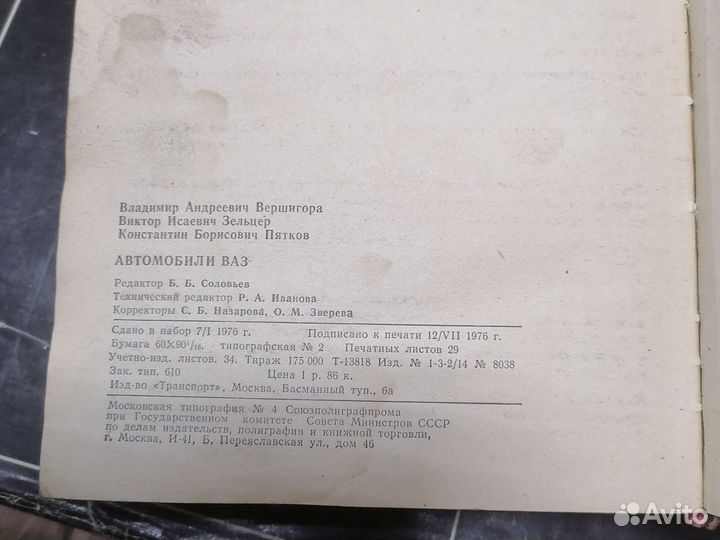 Владимир Андреевич Вершигора
Виктор Исаевич Зельцер
Константин Борисович Пятков
АВТОМОБИЛИ ВАЗ
Редактор Б. Б. Соловьев
Технический редактор Р. А. Иванова
Корректоры С. Б. Назарова, О. М. Зверева
Сдано в набор 7/I 1976 г. Подписано к печати 12/VII 1976 г.
Бумага 60×90¹/₁₆. типографская № 2 Печатных листов 29
Учетно-изд. листов. 34. Тираж 175 000 Т-13818 Изд. № 1-3-2/14 № 8038
Зак. тип. 610 Цена 1 р. 86 к.
Изд-во «Транспорт», Москва, Басманный туп., 6а
Московская типография № 4 Союзполиграфпрома
при Государственном комитете Совета Министров СССР
по делам издательств, полиграфии и книжной торговли,
г. Москва, И-41, Б. Переяславская ул., дом 46
Avito